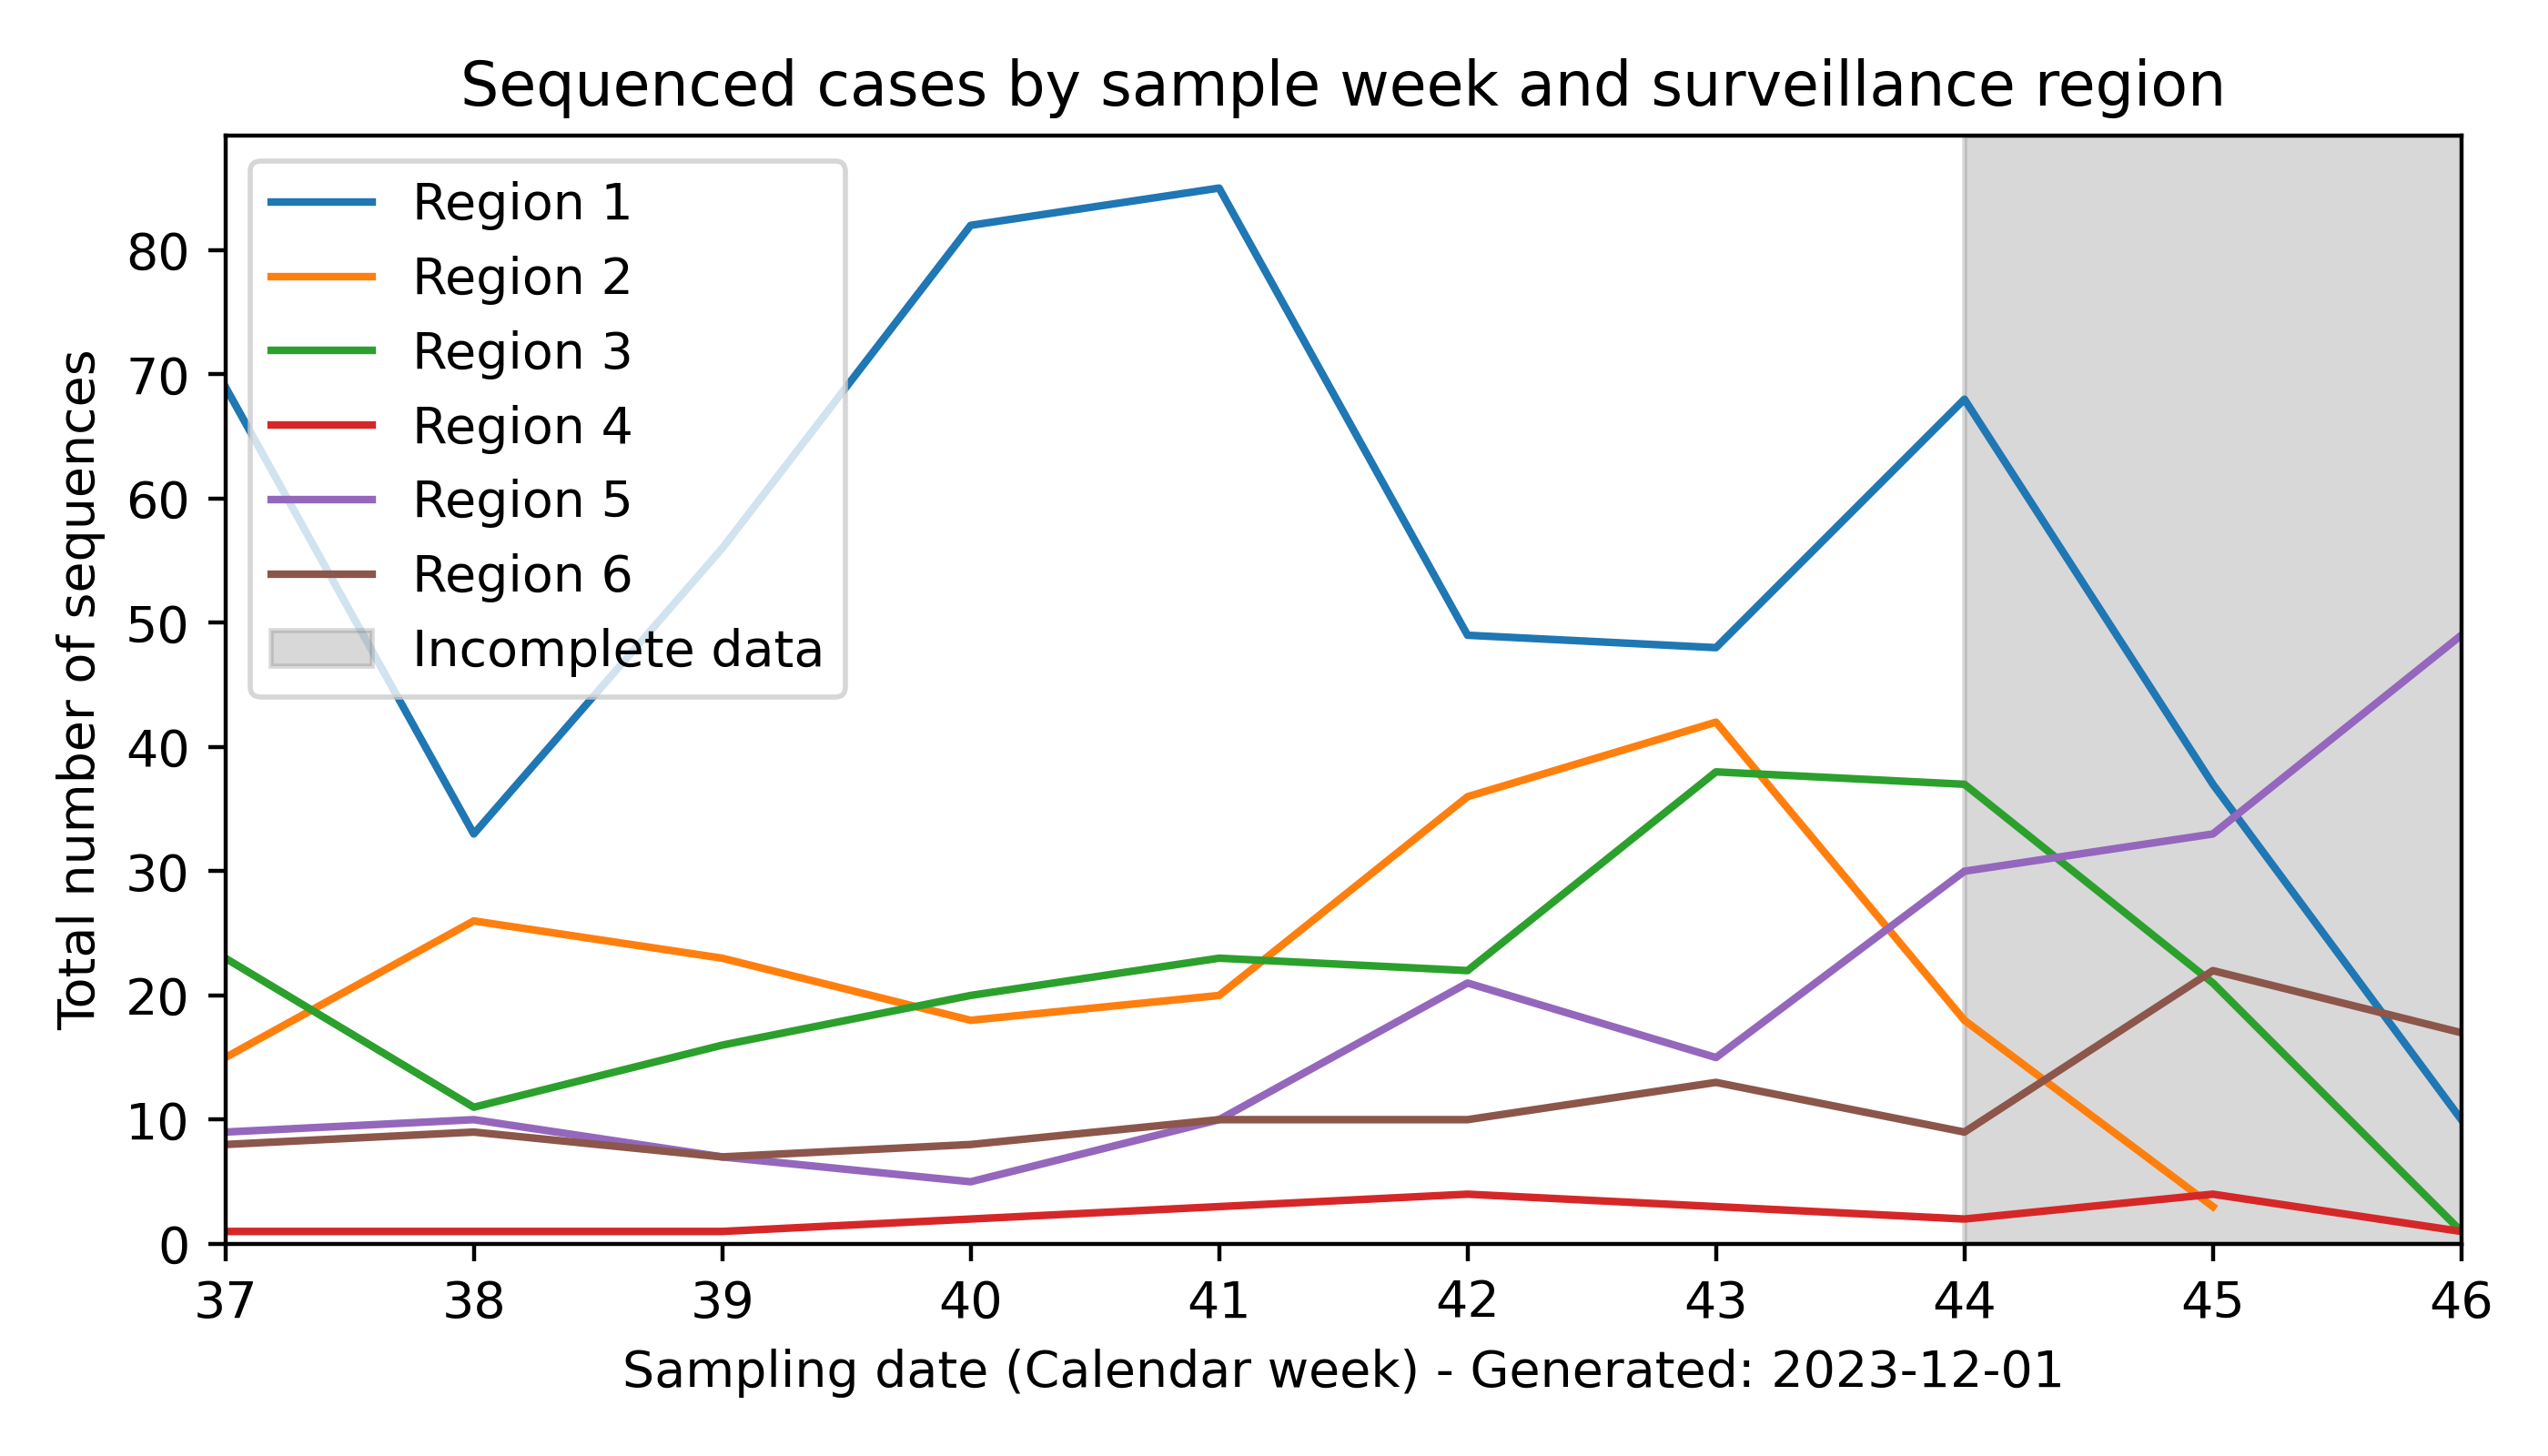 Sequenced cases by sample week and surveillance region
Region 1
Region 2
Region 3
Region 4
Region 5
Region 6
Incomplete data
Total number of sequences
80
70
60
50
40
30
20
10
0
37 38 39 40 41 42 43 44 45 46
Sampling date (Calendar week) - Generated: 2023-12-01